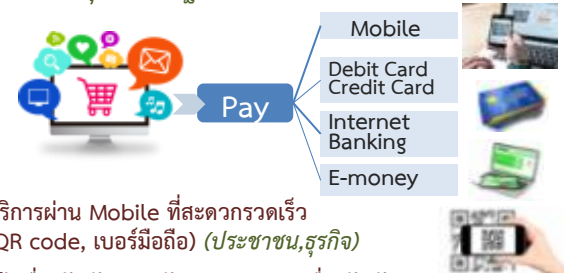 Mobile
Debit Card
Credit Card
Pay
Internet
Banking
E-money
ริการผ่าน Mobile ที่สะดวกรวดเร็ว
QR code, เบอร์มือถือ) (ประชาชน,ธุรกิจ)